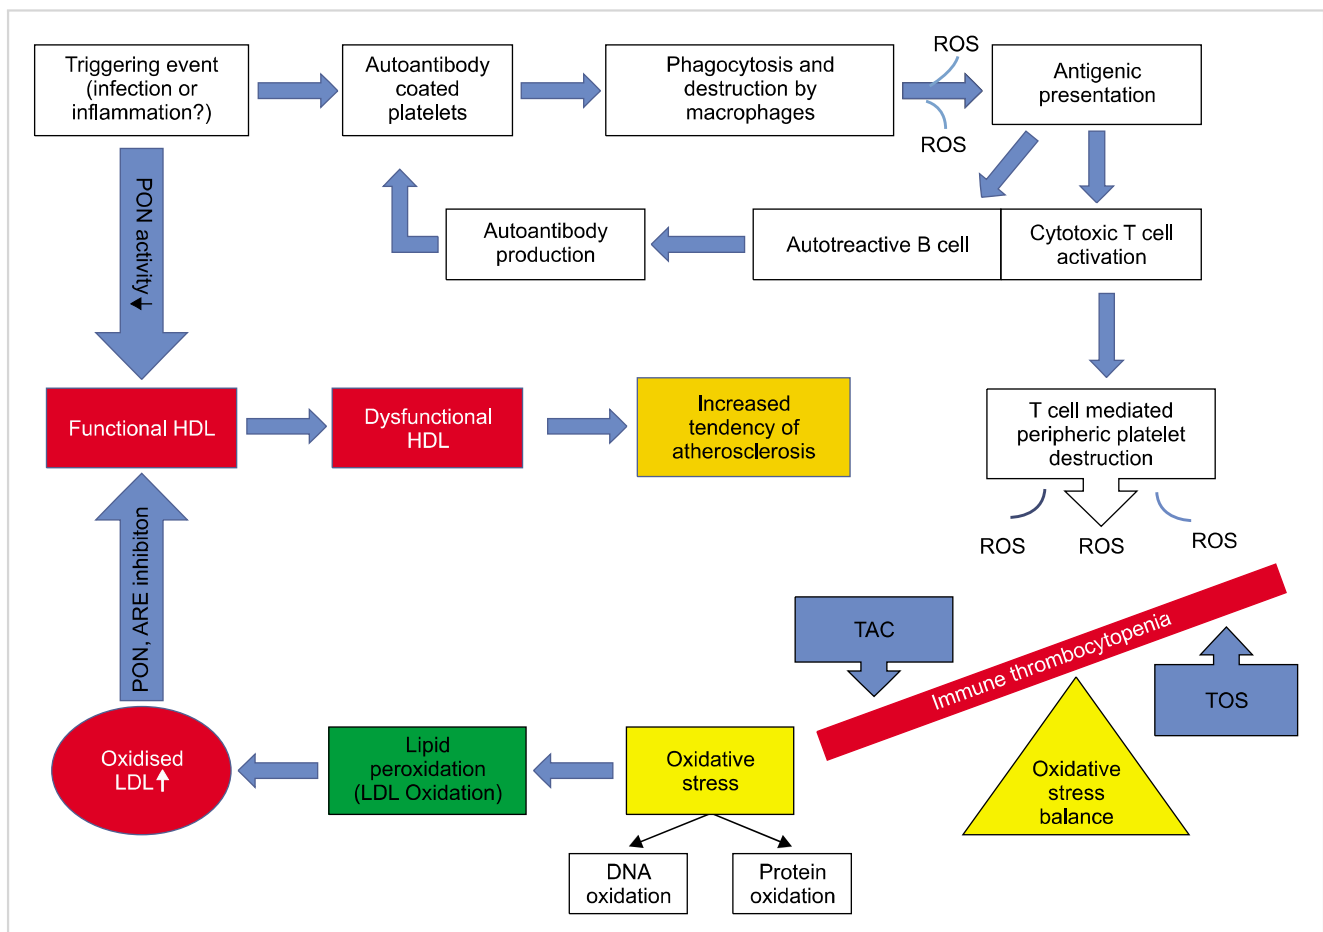 Triggering event
(infection or
inflammation?)
Autoantibody
coated
platelets
Phagocytosis and
destruction by
macrophages
ROS
ROS
Antigenic
presentation
PON activity
Autoantibody
production
Autotreactive B cell
Cytotoxic T cell
activation
Functional HDL
Dysfunctional
HDL
Increased
tendency of
atherosclerosis
T cell mediated
peripheric platelet
destruction
ROS
ROS
ROS
PON, ARE inhibiton
TAC
Immune thrombocytopenia
TOS
Oxidised
LDL
Lipid
peroxidation
(LDL Oxidation)
Oxidative
stress
Oxidative
stress
balance
DNA
oxidation
Protein
oxidation